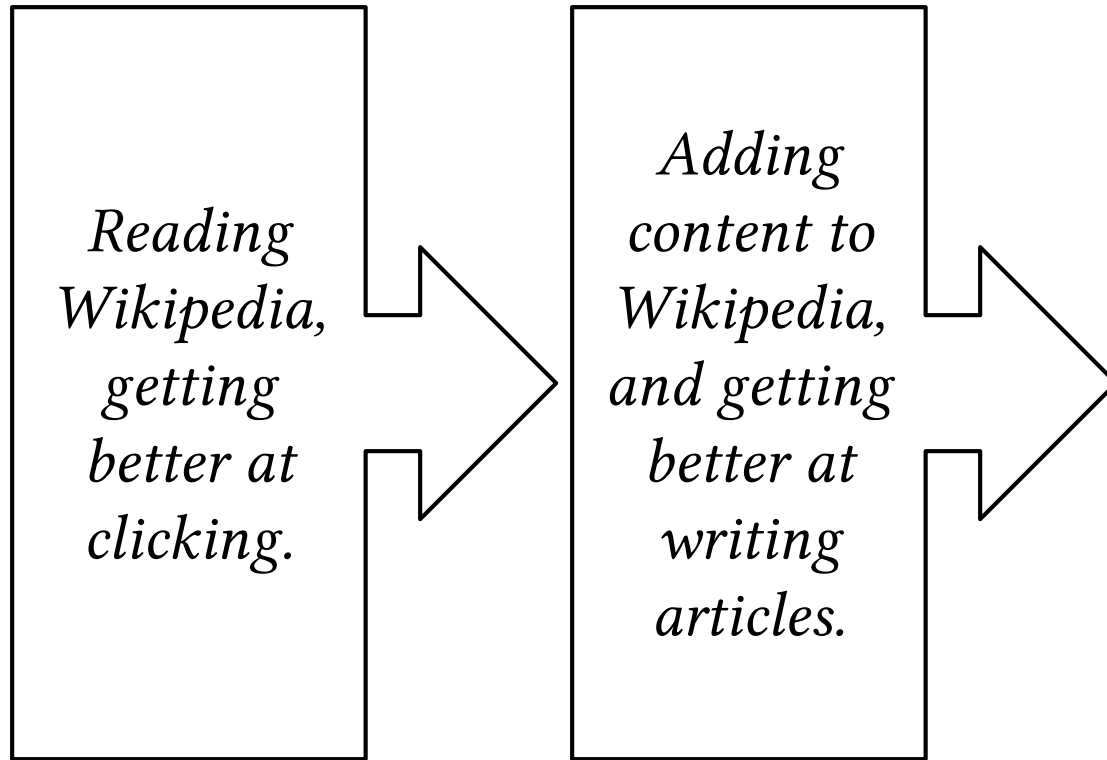 Reading
Wikipedia,
getting
better at
clicking.
Adding
content to
Wikipedia,
and getting
better at
writing
articles.